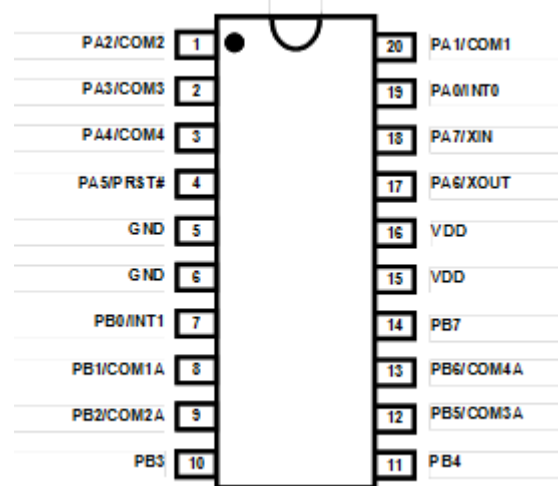 PA2/COM2 1 20 PA1/COM1
PA3/COM3 2 19 PA0/INT0
PA4/COM4 3 18 PA7/XIN
PA5/PRST# 4 17 PA6/XOUT
GND 5 16 VDD
GND 6 15 VDD
PB0/INT1 7 14 PB7
PB1/COM1A 8 13 PB6/COM4A
PB2/COM2A 9 12 PB5/COM3A
PB3 10 11 PB4